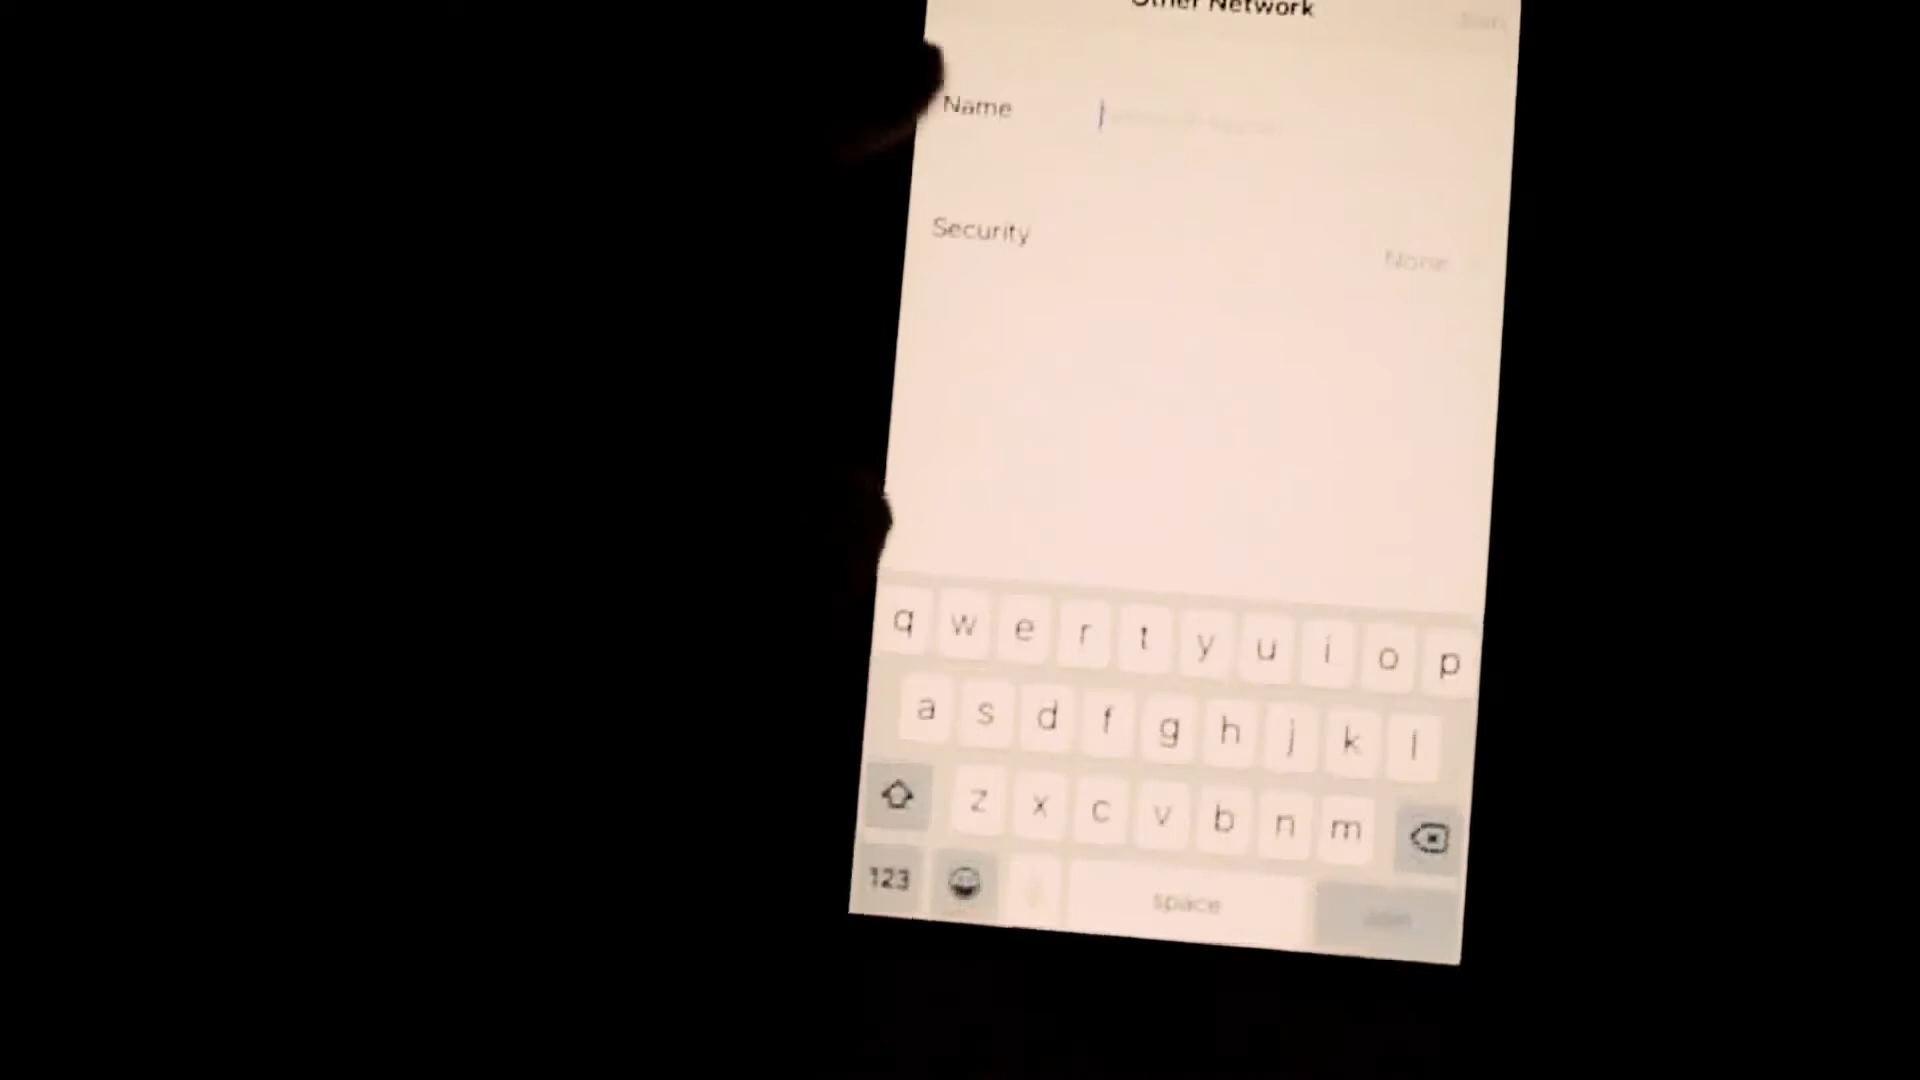 Other Network
Name
Security
None
q w e r t y u i o p
a s d f g h j k l
z x c v b n m
123 space